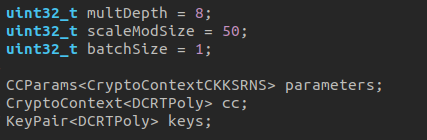 uint32_t multDepth = 8;
uint32_t scaleModSize = 50;
uint32_t batchSize = 1;
CCParams<CryptoContextCKKSRNS> parameters;
CryptoContext<DCRTPoly> cc;
KeyPair<DCRTPoly> keys;